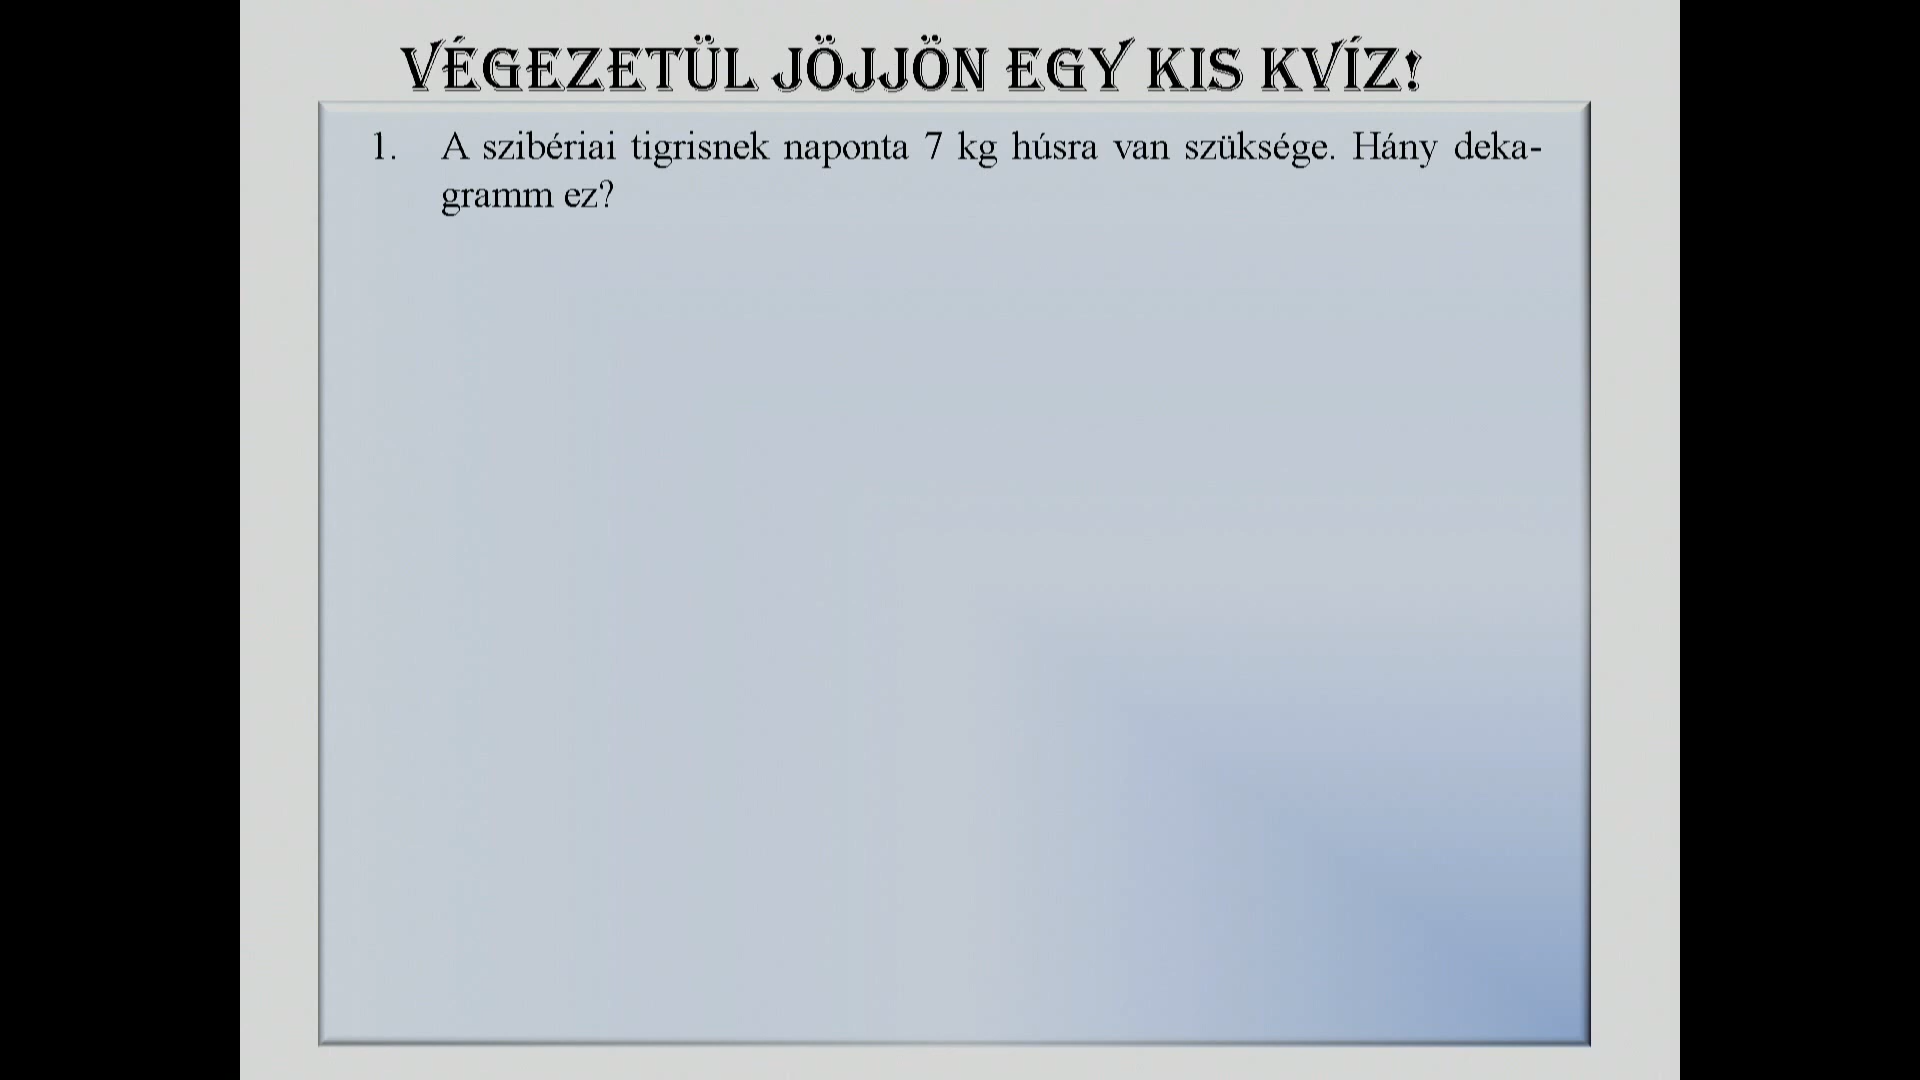 VÉGEZETÜL JÖJJÖN EGY KIS KVÍZ!
1. A szibériai tigrisnek naponta 7 kg húsra van szüksége. Hány deka-
gramm ez?